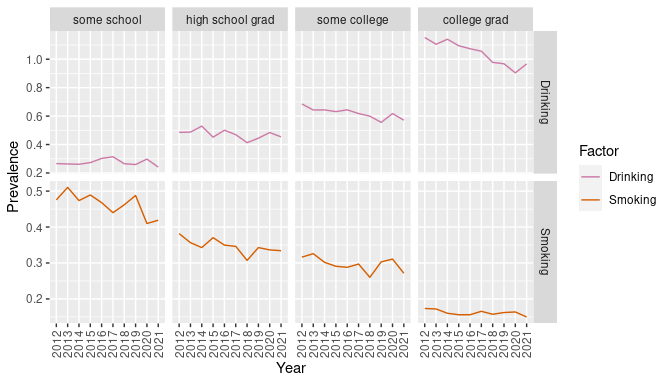 some school high school grad some college college grad
1.0
0.8
0.6
0.4
0.2
Drinking
Prevalence
0.5
0.4
0.3
0.2
Smoking
2012 2013 2014 2015 2016 2017 2018 2019 2020 2021 2012 2013 2014 2015 2016 2017 2018 2019 2020 2021 2012 2013 2014 2015 2016 2017 2018 2019 2020 2021 2012 2013 2014 2015 2016 2017 2018 2019 2020 2021
Year
Factor
Drinking
Smoking